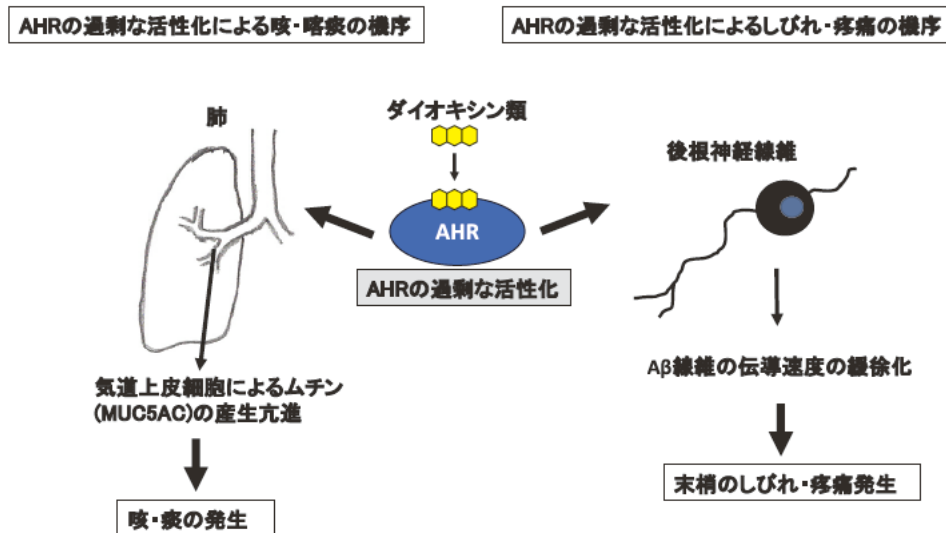 AHRの過剰な活性化による咳・喀痰の機序
AHRの過剰な活性化によるしびれ・疼痛の機序
ダイオキシン類
肺
後根神経線維
AHR
AHRの過剰な活性化
気道上皮細胞によるムチン
(MUC5AC)の産生亢進
Aβ線維の伝導速度の緩徐化
咳・痰の発生
末梢のしびれ・疼痛発生